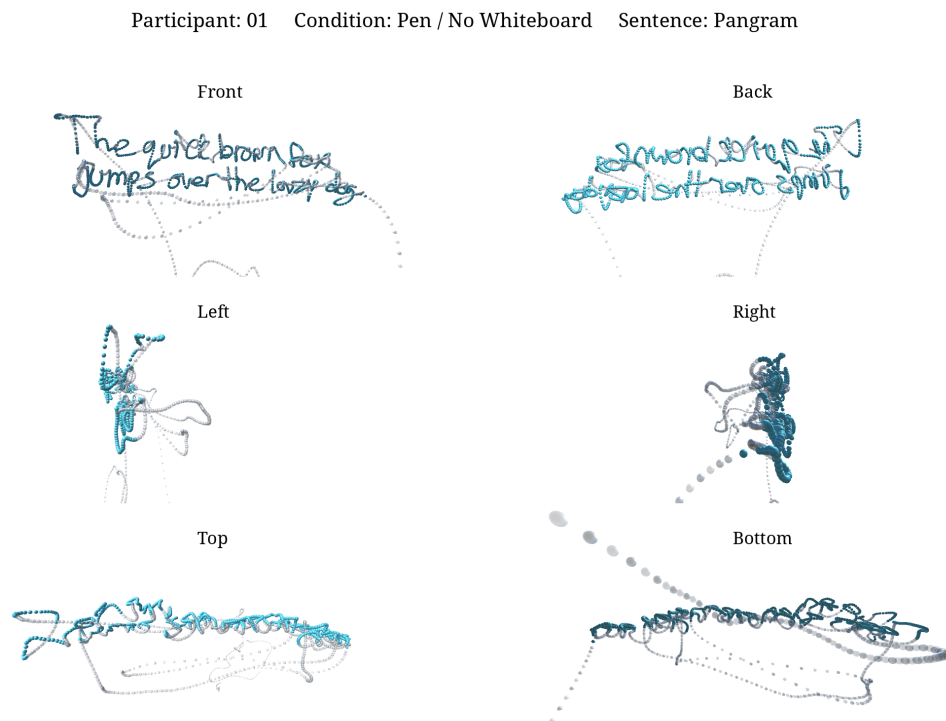 Participant: 01 Condition: Pen / No Whiteboard Sentence: Pangram
Front
Back
The quick brown fox
jumps over the lazy dog
Left
Right
Top
Bottom